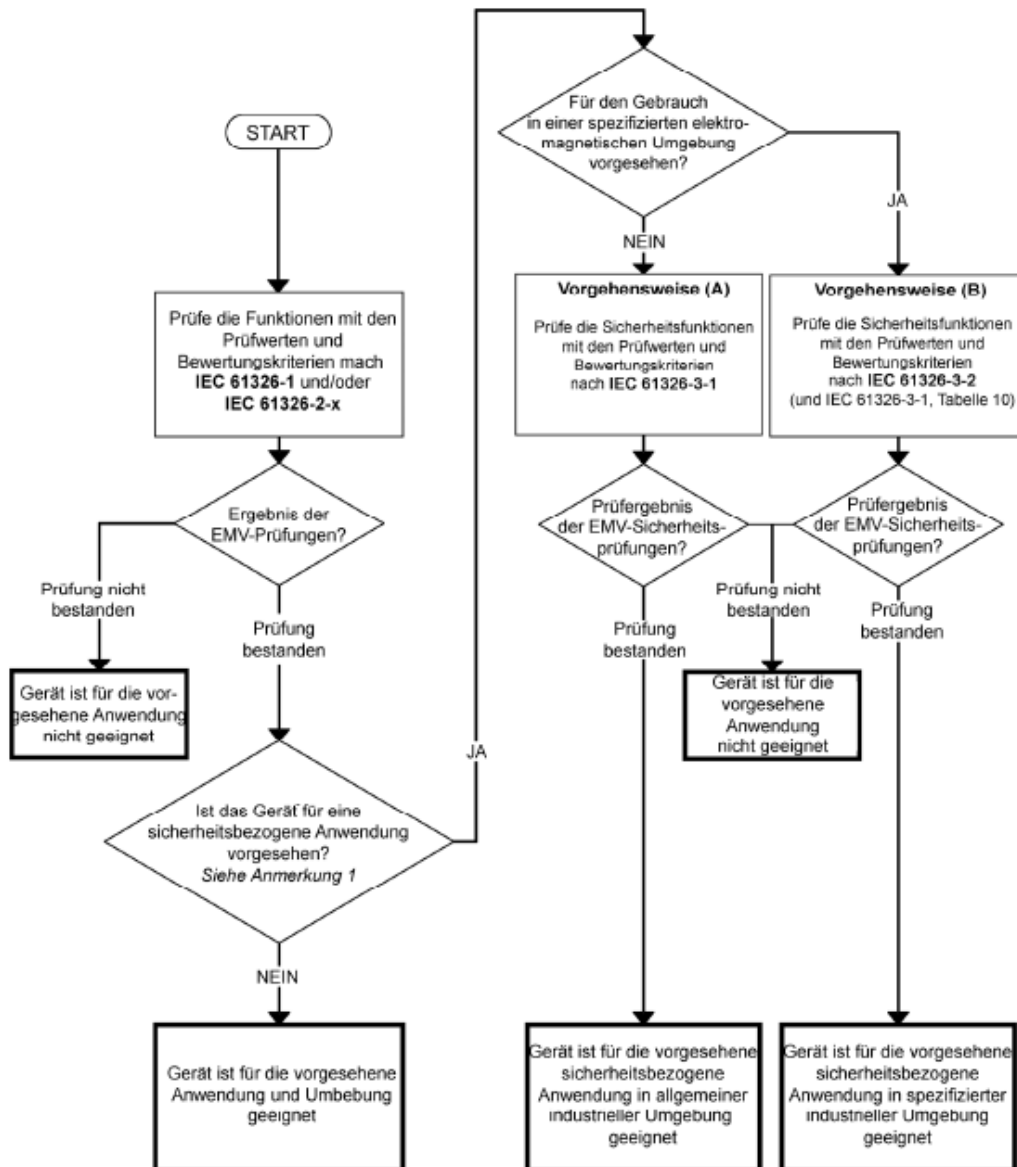 START
Prüfe die Funktionen mit den
Prüfwerten und
Bewertungskriterien mach
IEC 61326-1 und/oder
IEC 61326-2-x
Ergebnis der
EMV-Prüfungen?
Prüfung nicht
bestanden
Prüfung
bestanden
Gerät ist für die vor-
gesehene Anwendung
nicht geeignet
Ist das Gerät für eine
sicherheitsbezogene Anwendung
vorgesehen?
Siehe Anmerkung 1
JA
NEIN
Gerät ist für die vorgesehene
Anwendung und Umbebung
geeignet
Für den Gebrauch
in einer spezifizierten elektro-
magnetischen Umgebung
vorgesehen?
NEIN
JA
Vorgehensweise (A)
Prüfe die Sicherheitsfunktionen
mit den Prüfwerten und
Bewertungskriterien
nach IEC 61326-3-1
Vorgehensweise (B)
Prüfe die Sicherheitsfunktionen
mit den Prüfwerten und
Bewertungskriterien
nach IEC 61326-3-2
(und IEC 61326-3-1, Tabelle 10)
Prüfergebnis
der EMV-Sicherheits-
prüfungen?
Prüfergebnis
der EMV-Sicherheits-
prüfungen?
Prüfung nicht
bestanden
Prüfung
bestanden
Prüfung
bestanden
Gerät ist für die
vorgesehene
Anwendung
nicht geeignet
Gerät ist für die vorgesehene
sicherheitsbezogene
Anwendung in allgemeiner
industrieller Umgebung
geeignet
Gerät ist für die vorgesehene
sicherheitsbezogene
Anwendung in spezifizierter
industrieller Umgebung
geeignet